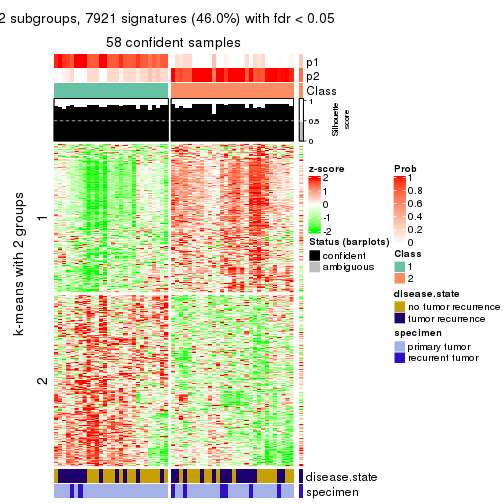 2 subgroups, 7921 signatures (46.0%) with fdr < 0.05
58 confident samples
p1
p2
Class
1
0.5
0
Silhouette
score
k-means with 2 groups
1
2
z-score
2
1
0
-1
-2
Status (barplots)
confident
ambiguous
Prob
1
0.8
0.6
0.4
0.2
0
Class
1
2
disease.state
no tumor recurrence
tumor recurrence
specimen
primary tumor
recurrent tumor
disease.state
specimen